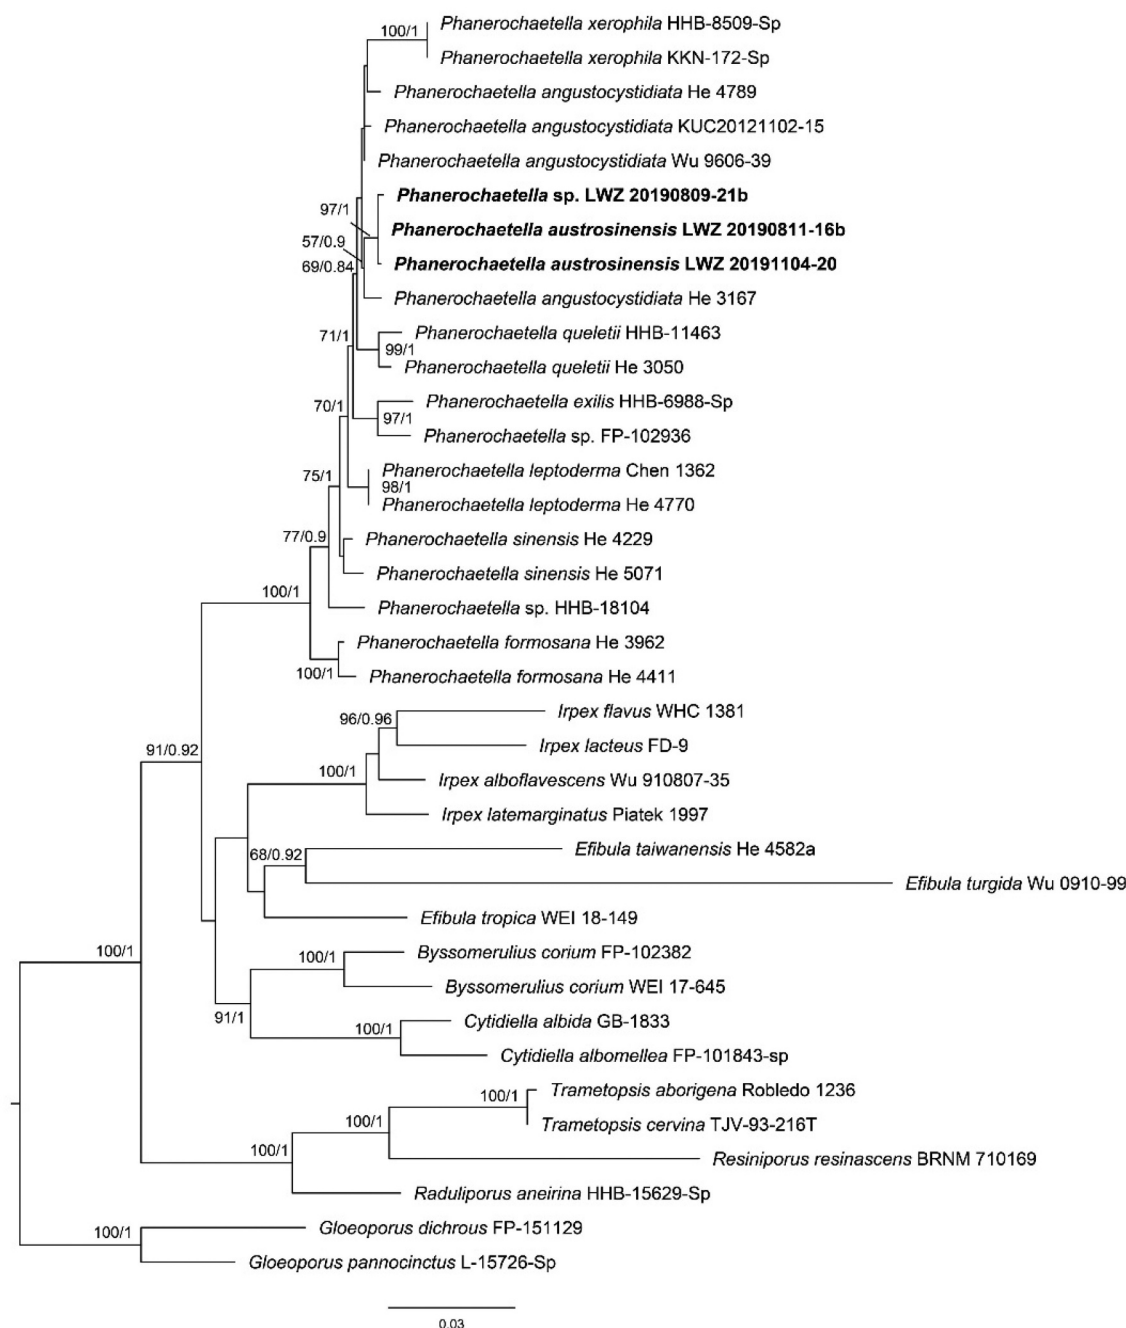 100/1
Phanerochaetella xerophila HHB-8509-Sp
Phanerochaetella xerophila KKN-172-Sp
Phanerochaetella angustocystidiata He 4789
Phanerochaetella angustocystidiata KUC20121102-15
Phanerochaetella angustocystidiata Wu 9606-39
Phanerochaetella sp. LWZ 20190809-21b
97/1
Phanerochaetella austrosinensis LWZ 20190811-16b
57/0.9
69/0.84
Phanerochaetella austrosinensis LWZ 20191104-20
Phanerochaetella angustocystidiata He 3167
71/1
Phanerochaetella queletii HHB-11463
99/1
Phanerochaetella queletii He 3050
70/1
Phanerochaetella exilis HHB-6988-Sp
97/1
Phanerochaetella sp. FP-102936
75/1
Phanerochaetella leptoderma Chen 1362
98/1
Phanerochaetella leptoderma He 4770
77/0.9
Phanerochaetella sinensis He 4229
Phanerochaetella sinensis He 5071
100/1
Phanerochaetella sp. HHB-18104
Phanerochaetella formosana He 3962
100/1
Phanerochaetella formosana He 4411
96/0.96
Irpex flavus WHC 1381
Irpex lacteus FD-9
91/0.92
100/1
Irpex alboflavescens Wu 910807-35
Irpex latemarginatus Piatek 1997
68/0.92
Efibula taiwanensis He 4582a
Efibula turgida Wu 0910-99
Efibula tropica WEI 18-149
100/1
100/1
Byssomerulius corium FP-102382
Byssomerulius corium WEI 17-645
91/1
100/1
Cytidiella albida GB-1833
Cytidiella albomellea FP-101843-sp
100/1
Trametopsis aborigena Robledo 1236
100/1
Trametopsis cervina TJV-93-216T
100/1
Resiniporus resinascens BRNM 710169
Raduliporus aneirina HHB-15629-Sp
100/1
Gloeoporus dichrous FP-151129
Gloeoporus pannocinctus L-15726-Sp
0.03